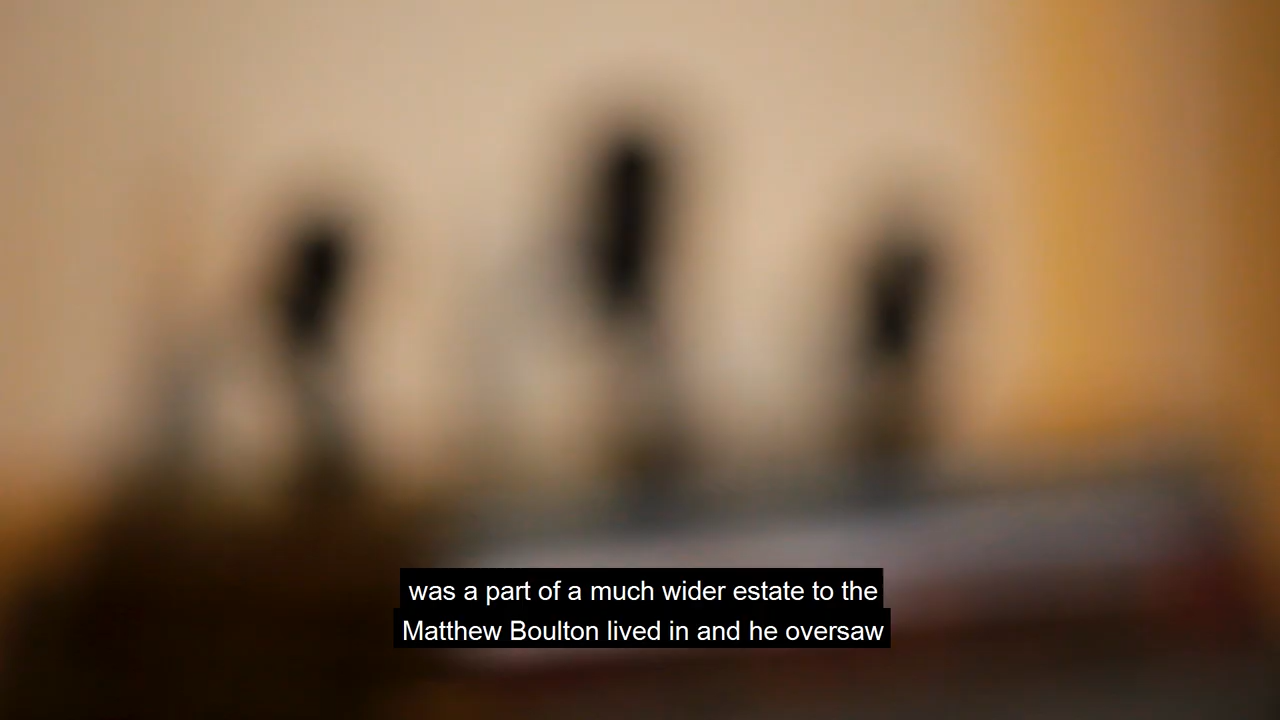 was a part of a much wider estate to the
Matthew Boulton lived in and he oversaw